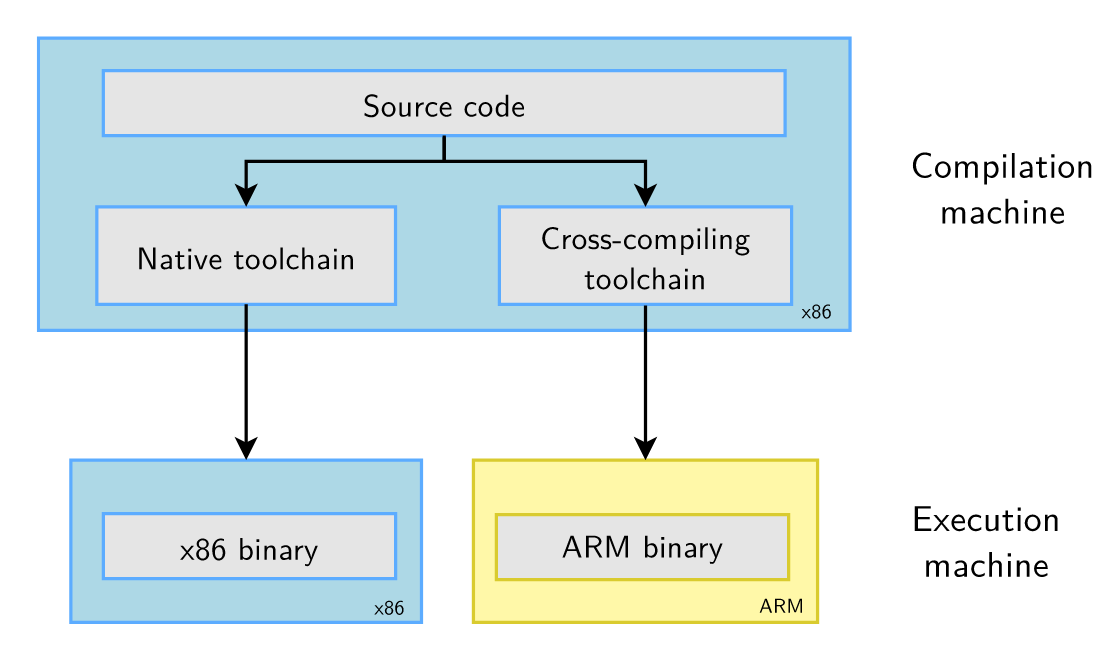 Source code
Compilation
machine
Native toolchain
Cross-compiling
toolchain
x86
x86 binary
x86
ARM binary
ARM
Execution
machine